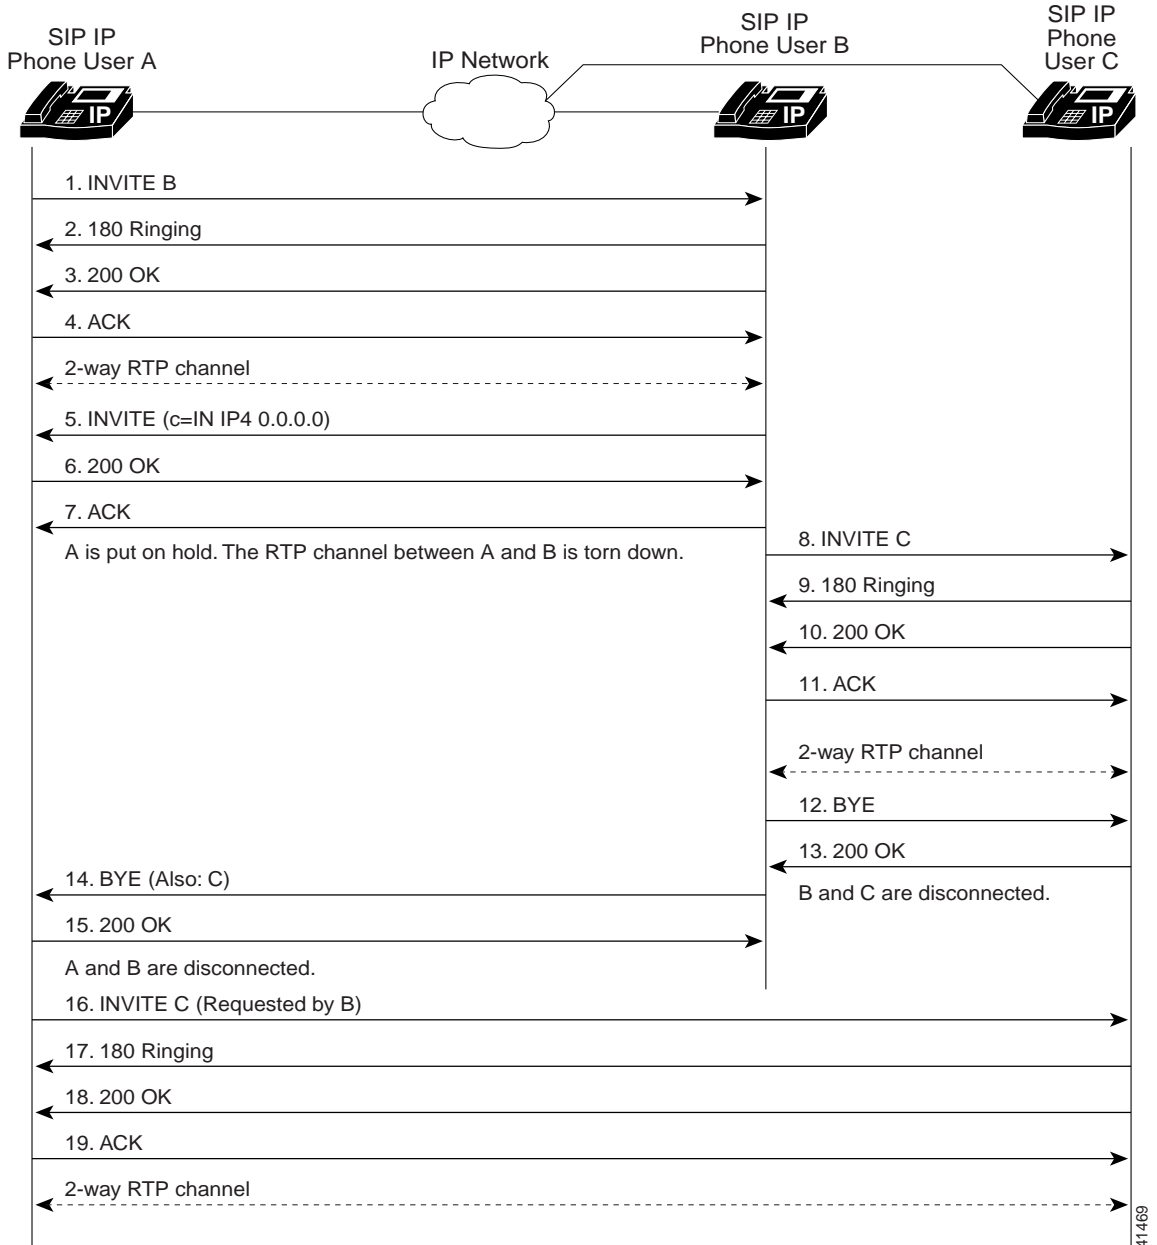 SIP IP
Phone User A
IP Network
SIP IP
Phone User B
SIP IP
Phone
User C
IP
IP
IP
1. INVITE B
2. 180 Ringing
3. 200 OK
4. ACK
2-way RTP channel
5. INVITE (c=IN IP4 0.0.0.0)
6. 200 OK
7. ACK
A is put on hold. The RTP channel between A and B is torn down.
8. INVITE C
9. 180 Ringing
10. 200 OK
11. ACK
2-way RTP channel
12. BYE
13. 200 OK
B and C are disconnected.
14. BYE (Also: C)
15. 200 OK
A and B are disconnected.
16. INVITE C (Requested by B)
17. 180 Ringing
18. 200 OK
19. ACK
2-way RTP channel
41469